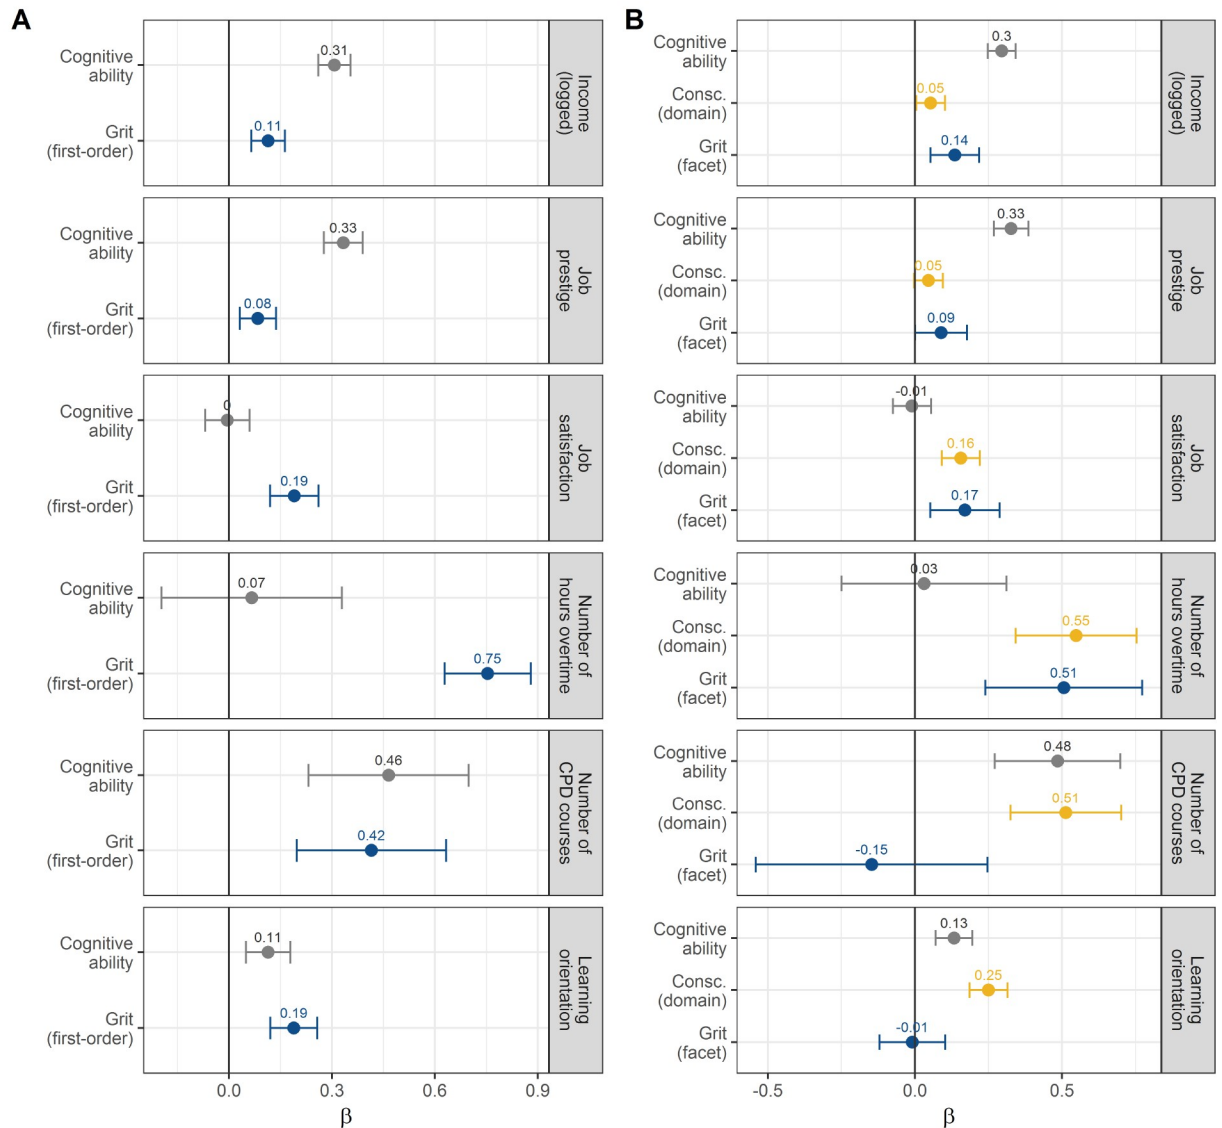 A
Cognitive
ability
0.31
Grit
(first-order)
0.11
Income
(logged)
Cognitive
ability
0.33
Grit
(first-order)
0.08
Job
prestige
Cognitive
ability
0
Grit
(first-order)
0.19
Job
satisfaction
Cognitive
ability
0.07
Grit
(first-order)
0.75
Number of
hours overtime
Cognitive
ability
0.46
Grit
(first-order)
0.42
Number of
CPD courses
Cognitive
ability
0.11
Grit
(first-order)
0.19
Learning
orientation
0.0 0.3 0.6 0.9
β
B
Cognitive
ability
0.3
Consc.
(domain)
0.05
Grit
(facet)
0.14
Income
(logged)
Cognitive
ability
0.33
Consc.
(domain)
0.05
Grit
(facet)
0.09
Job
prestige
Cognitive
ability
-0.01
Consc.
(domain)
0.16
Grit
(facet)
0.17
Job
satisfaction
Cognitive
ability
0.03
Consc.
(domain)
0.55
Grit
(facet)
0.51
Number of
hours overtime
Cognitive
ability
0.48
Consc.
(domain)
0.51
Grit
(facet)
-0.15
Number of
CPD courses
Cognitive
ability
0.13
Consc.
(domain)
0.25
Grit
(facet)
-0.01
Learning
orientation
-0.5 0.0 0.5
β